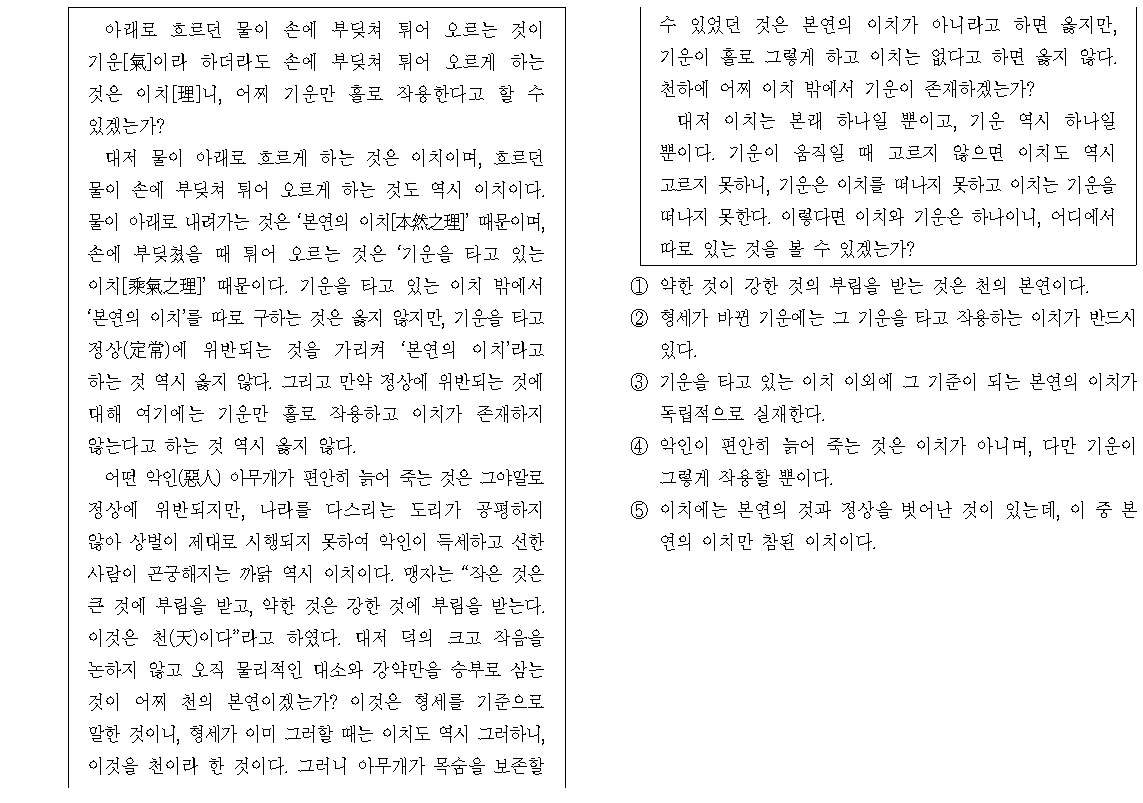 아래로 흐르던 물이 손에 부딪쳐 튀어 오르는 것이
기운[氣]이라 하더라도 손에 부딪쳐 튀어 오르게 하는
것은 이치[理]니, 어찌 기운만 홀로 작용한다고 할 수
있겠는가?
대저 물이 아래로 흐르게 하는 것은 이치이며, 흐르던
물이 손에 부딪쳐 튀어 오르게 하는 것도 역시 이치이다.
물이 아래로 내려가는 것은 ‘본연의 이치[本然之理]’ 때문이며,
손에 부딪쳤을 때 튀어 오르는 것은 ‘기운을 타고 있는
이치[乘氣之理]’ 때문이다. 기운을 타고 있는 이치 밖에서
‘본연의 이치’를 따로 구하는 것은 옳지 않지만, 기운을 타고
정상(定常)에 위반되는 것을 가리켜 ‘본연의 이치’라고
하는 것 역시 옳지 않다. 그리고 만약 정상에 위반되는 것에
대해 여기에는 기운만 홀로 작용하고 이치가 존재하지
않는다고 하는 것 역시 옳지 않다.
어떤 악인(惡人) 아무개가 편안히 늙어 죽는 것은 그야말로
정상에 위반되지만, 나라를 다스리는 도리가 공평하지
않아 상벌이 제대로 시행되지 못하여 악인이 득세하고 선한
사람이 곤궁해지는 까닭 역시 이치이다. 맹자는 “작은 것은
큰 것에 부림을 받고, 약한 것은 강한 것에 부림을 받는다.
이것은 천(天)이다”라고 하였다. 대저 덕의 크고 작음을
논하지 않고 오직 물리적인 대소와 강약만을 승부로 삼는
것이 어찌 천의 본연이겠는가? 이것은 형세를 기준으로
말한 것이니, 형세가 이미 그러할 때는 이치도 역시 그러하니,
이것을 천이라 한 것이다. 그러니 아무개가 목숨을 보존할
수 있었던 것은 본연의 이치가 아니라고 하면 옳지만,
기운이 홀로 그렇게 하고 이치는 없다고 하면 옳지 않다.
천하에 어찌 이치 밖에서 기운이 존재하겠는가?
대저 이치는 본래 하나일 뿐이고, 기운 역시 하나일
뿐이다. 기운이 움직일 때 고르지 않으면 이치도 역시
고르지 못하니, 기운은 이치를 떠나지 못하고 이치는 기운을
떠나지 못한다. 이렇다면 이치와 기운은 하나이니, 어디에서
따로 있는 것을 볼 수 있겠는가?
① 약한 것이 강한 것의 부림을 받는 것은 천의 본연이다.
② 형세가 바뀐 기운에는 그 기운을 타고 작용하는 이치가 반드시
있다.
③ 기운을 타고 있는 이치 이외에 그 기준이 되는 본연의 이치가
독립적으로 실재한다.
④ 악인이 편안히 늙어 죽는 것은 이치가 아니며, 다만 기운이
그렇게 작용할 뿐이다.
⑤ 이치에는 본연의 것과 정상을 벗어난 것이 있는데, 이 중 본
연의 이치만 참된 이치이다.